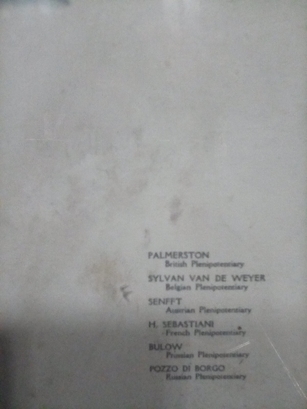 PALMERSTON
British Plenipotentiary
SYLVAN VAN DE WEYER
Belgian Plenipotentiary
SENFFT
Austrian Plenipotentiary
H. SEBASTIANI
French Plenipotentiary
BULOW
Prussian Plenipotentiary
POZZO DI BORGO
Russian Plenipotentiary